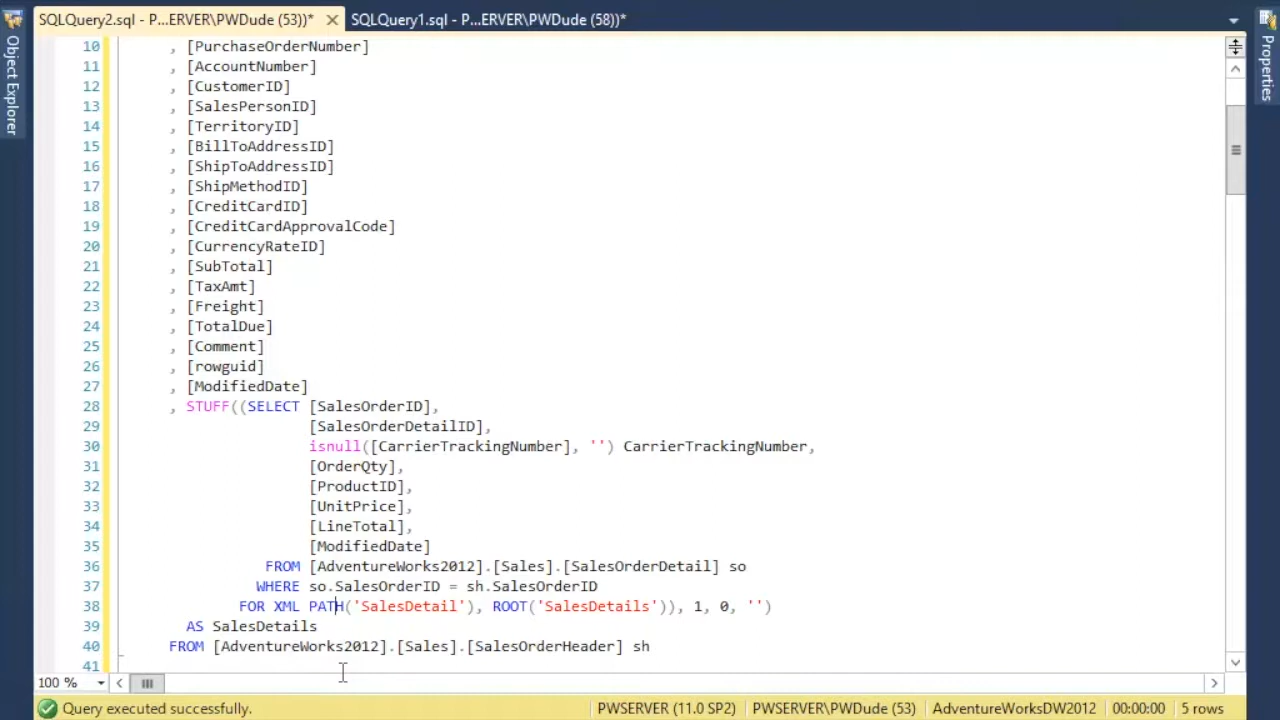 SQLQuery2.sql - P...ERVER\PWDude (53))* SQLQuery1.sql - P...ERVER\PWDude (58))*
Object Explorer
Properties
10 , [PurchaseOrderNumber]
11 , [AccountNumber]
12 , [CustomerID]
13 , [SalesPersonID]
14 , [TerritoryID]
15 , [BillToAddressID]
16 , [ShipToAddressID]
17 , [ShipMethodID]
18 , [CreditCardID]
19 , [CreditCardApprovalCode]
20 , [CurrencyRateID]
21 , [SubTotal]
22 , [TaxAmt]
23 , [Freight]
24 , [TotalDue]
25 , [Comment]
26 , [rowguid]
27 , [ModifiedDate]
28 , STUFF((SELECT [SalesOrderID],
29 [SalesOrderDetailID],
30 isnull([CarrierTrackingNumber], '') CarrierTrackingNumber,
31 [OrderQty],
32 [ProductID],
33 [UnitPrice],
34 [LineTotal],
35 [ModifiedDate]
36 FROM [AdventureWorks2012].[Sales].[SalesOrderDetail] so
37 WHERE so.SalesOrderID = sh.SalesOrderID
38 FOR XML PATH('SalesDetail'), ROOT('SalesDetails')), 1, 0, '')
39 AS SalesDetails
40 FROM [AdventureWorks2012].[Sales].[SalesOrderHeader] sh
41
100 %
Query executed successfully. PWSERVER (11.0 SP2) PWSERVER\PWDude (53) AdventureWorksDW2012 00:00:00 5 rows